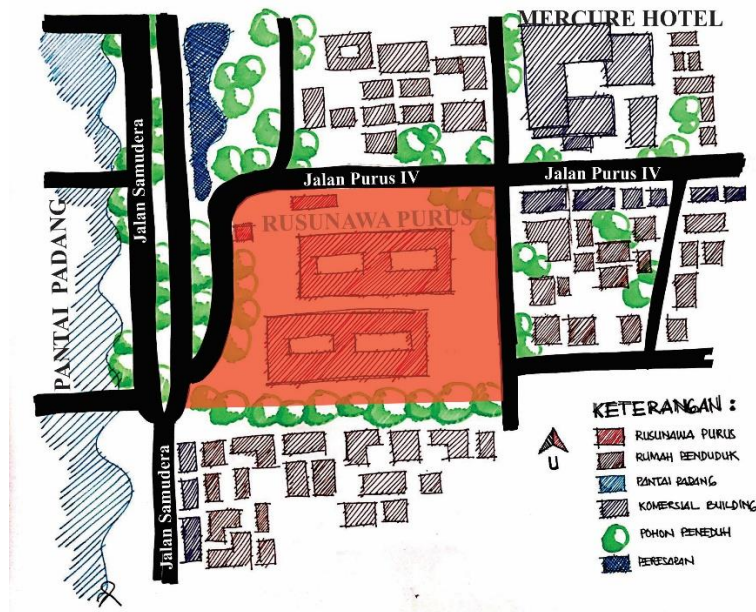 MERCURE HOTEL
Jalan Samudera
Jalan Purus IV
Jalan Purus IV
RUSUNAWA PURUS
PANTAI PADANG
KETERANGAN :
RUSUNAWA PURUS
RUMAH PENDUDUK
PANTAI PADANG
KOMERSIAL BUILDING
POHON PENEDUH
PERESAPAN
U
Jalan Samudera